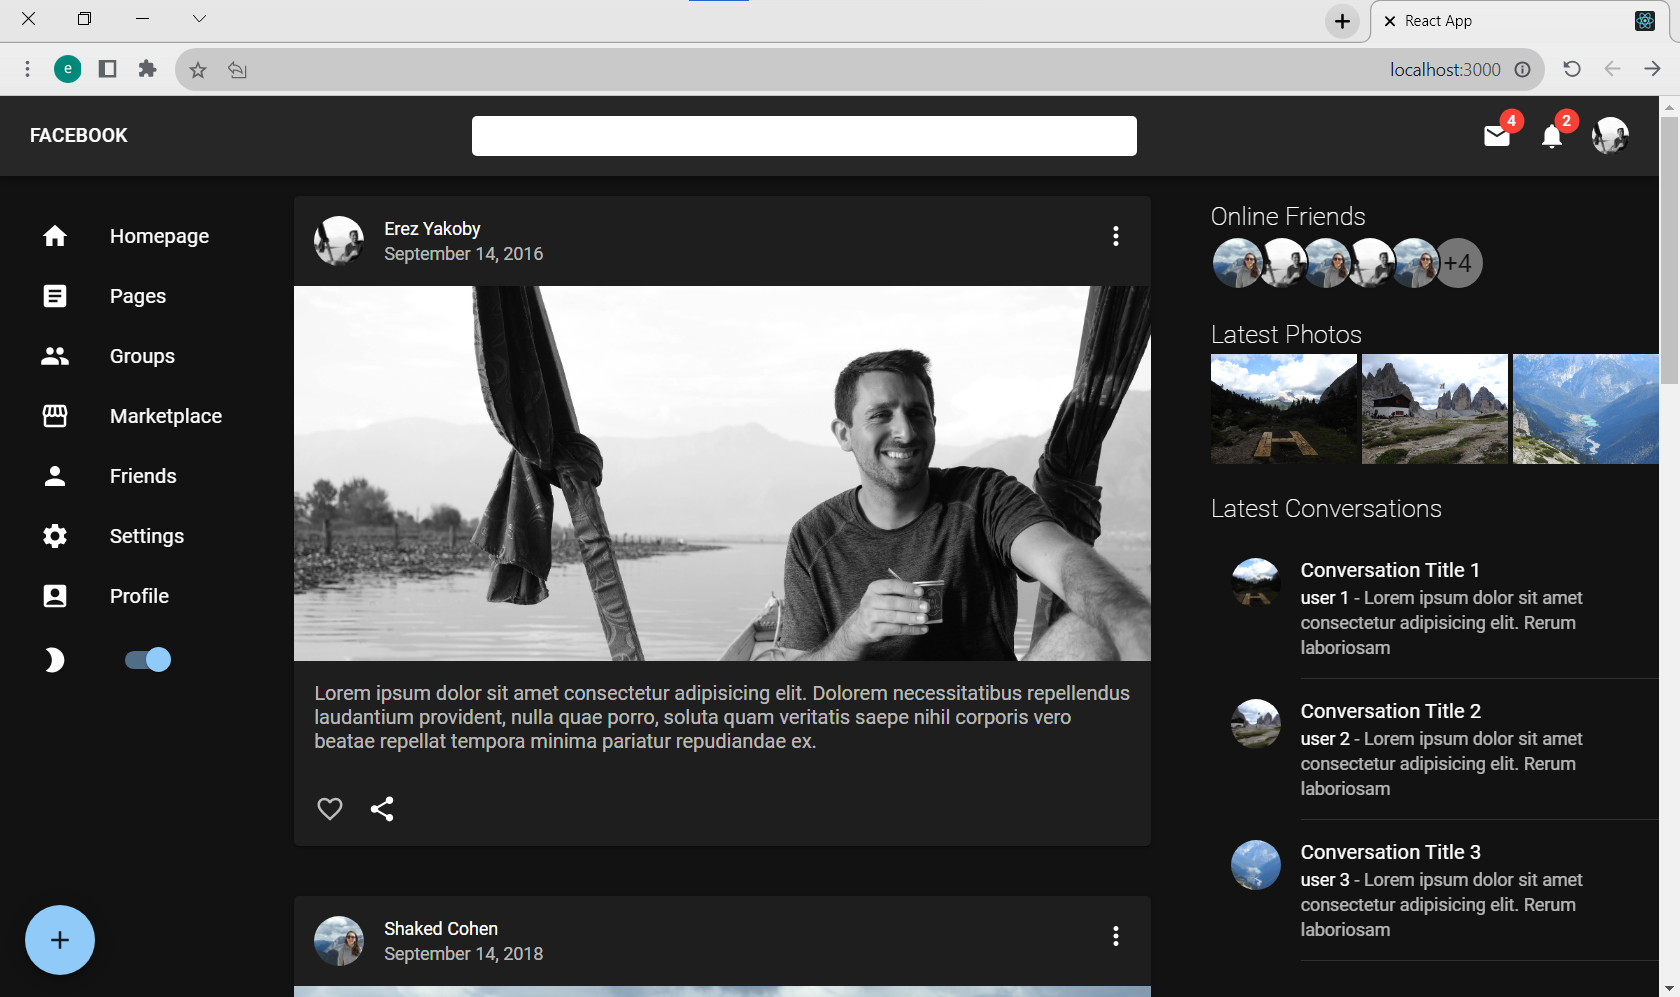 React App
e
localhost:3000
FACEBOOK
4
2
Homepage
Pages
Groups
Marketplace
Friends
Settings
Profile
Erez Yakoby
September 14, 2016
Lorem ipsum dolor sit amet consectetur adipisicing elit. Dolorem necessitatibus repellendus
laudantium provident, nulla quae porro, soluta quam veritatis saepe nihil corporis vero
beatae repellat tempora minima pariatur repudiandae ex.
Shaked Cohen
September 14, 2018
Online Friends
+4
Latest Photos
Latest Conversations
Conversation Title 1
user 1 - Lorem ipsum dolor sit amet
consectetur adipisicing elit. Rerum
laboriosam
Conversation Title 2
user 2 - Lorem ipsum dolor sit amet
consectetur adipisicing elit. Rerum
laboriosam
Conversation Title 3
user 3 - Lorem ipsum dolor sit amet
consectetur adipisicing elit. Rerum
laboriosam